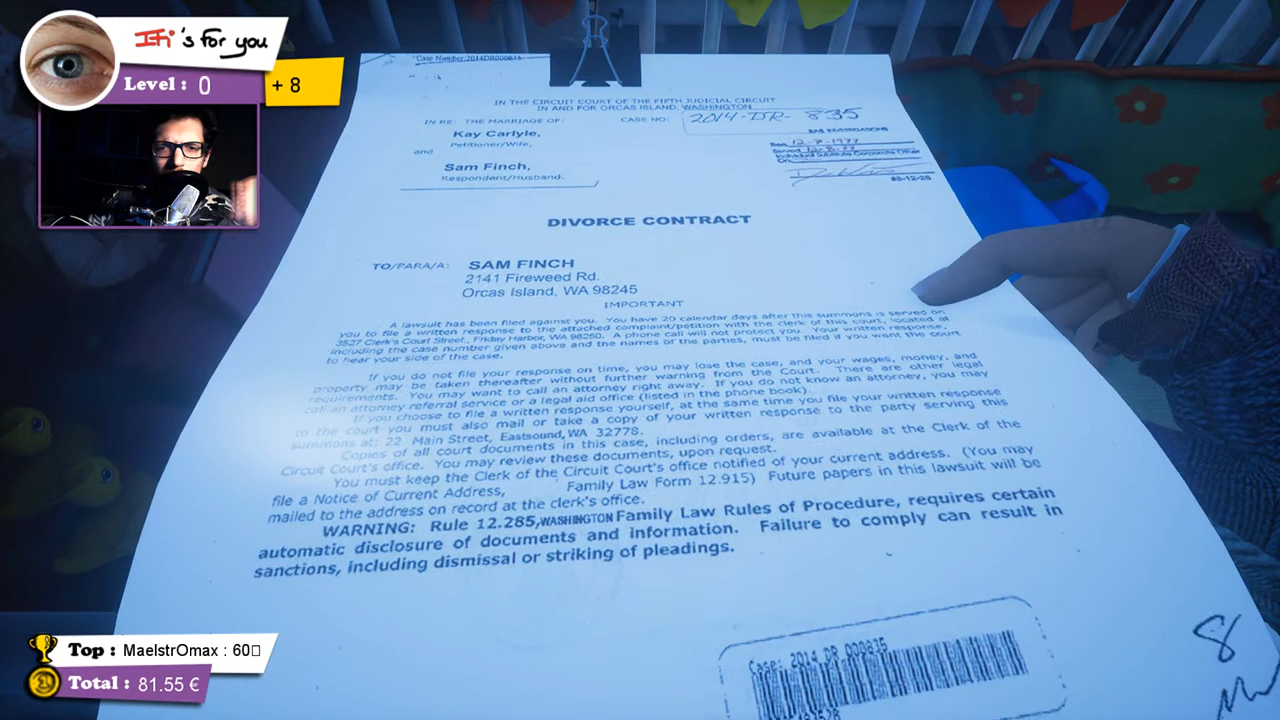 Ifi's for you
Level : 0
+ 8
Case Number: 2014DR000835
IN THE CIRCUIT COURT OF THE FIFTH JUDICIAL CIRCUIT
IN AND FOR ORCAS ISLAND, WASHINGTON
IN RE: THE MARRIAGE OF:
CASE NO: 2014-DR- 835
Kay Carlyle,
Petitioner/Wife,
and
Sam Finch,
Respondent/Husband.
DIVORCE CONTRACT
TO/PARA/A: SAM FINCH
2141 Fireweed Rd.
Orcas Island, WA 98245
IMPORTANT
A lawsuit has been filed against you. You have 20 calendar days after this summons is served on
you to file a written response to the attached complaint/petition with the clerk of this court, located at
3527 Clerk's Court Street., Friday Harbor, WA 98250. A phone call will not protect you. Your written response,
including the case number given above and the names of the parties, must be filed if you want the court
to hear your side of the case.
If you do not file your response on time, you may lose the case, and your wages, money, and
property may be taken thereafter without further warning from the Court. There are other legal
requirements. You may want to call an attorney right away. If you do not know an attorney, you may
call an attorney referral service or a legal aid office (listed in the phone book).
If you choose to file a written response yourself, at the same time you file your written response
to the court you must also mail or take a copy of your written response to the party serving this
summons at: 22 Main Street, Eastsound, WA 32778.
Copies of all court documents in this case, including orders, are available at the Clerk of the
Circuit Court's office. You may review these documents, upon request.
You must keep the Clerk of the Circuit Court's office notified of your current address. (You may
file a Notice of Current Address, Family Law Form 12.915) Future papers in this lawsuit will be
mailed to the address on record at the clerk's office.
WARNING: Rule 12.285, WASHINGTON Family Law Rules of Procedure, requires certain
automatic disclosure of documents and information. Failure to comply can result in
sanctions, including dismissal or striking of pleadings.
Case: 2014 DR 000835
8
Top : MaelstrOmax : 60
Total : 81.55 €